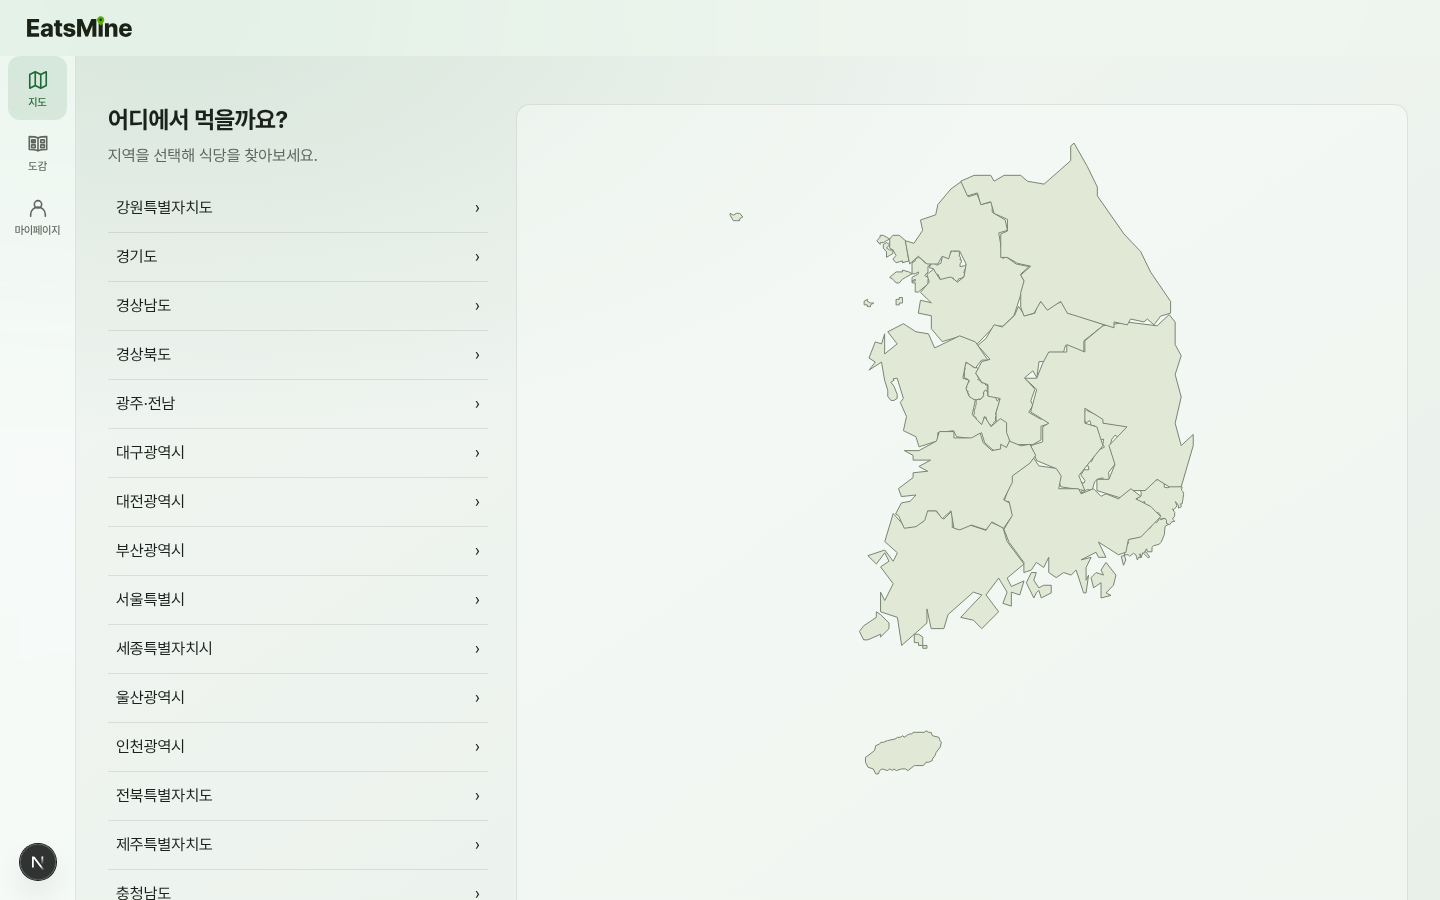 EatsMine
지도
도감
마이페이지
어디에서 먹을까요?
지역을 선택해 식당을 찾아보세요.
강원특별자치도 ›
경기도 ›
경상남도 ›
경상북도 ›
광주·전남 ›
대구광역시 ›
대전광역시 ›
부산광역시 ›
서울특별시 ›
세종특별자치시 ›
울산광역시 ›
인천광역시 ›
전북특별자치도 ›
제주특별자치도 ›
충청남도 ›
N